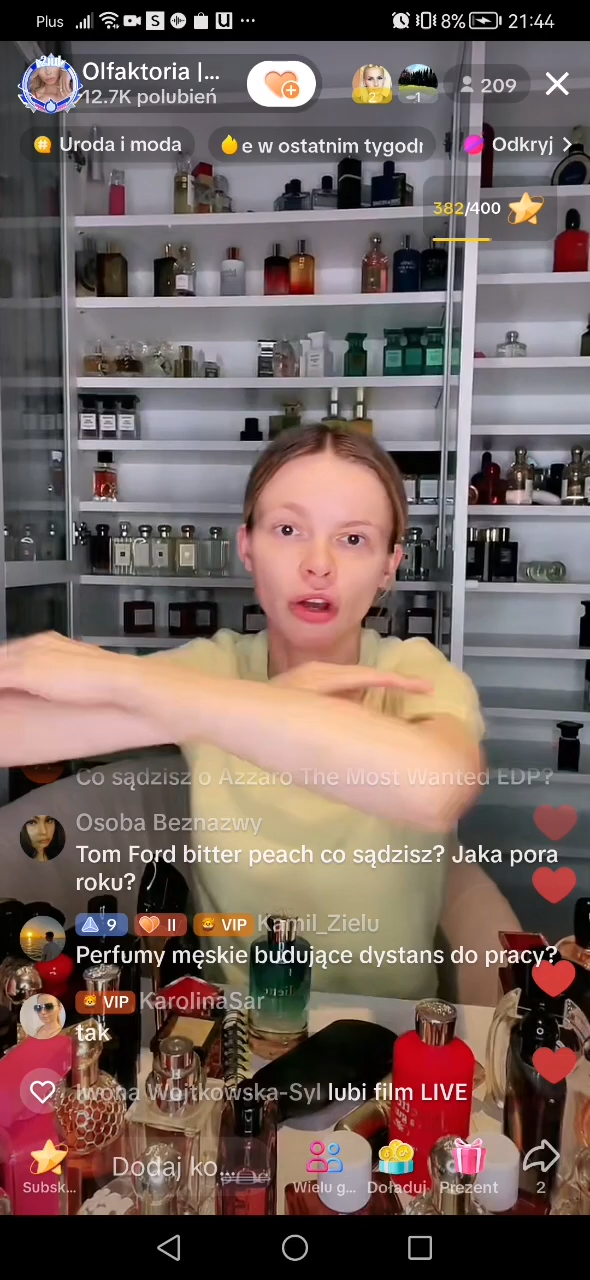 Plus
8%
21:44
Olfaktoria |...
12.7K polubień
2
1
209
Uroda i moda
e w ostatnim tygodn
Odkryj
382/400
Co sądzisz o Azzaro The Most Wanted EDP?
Osoba Beznazwy
Tom Ford bitter peach co sądzisz? Jaka pora
roku?
9 II VIP Kamil_Zielu
Perfumy męskie budujące dystans do pracy?
VIP KarolinaSar
tak
Iwona Wojtkowska-Syl lubi film LIVE
Dodaj ko...
Subsk...
Wielu g...
Doładuj
Prezent
2